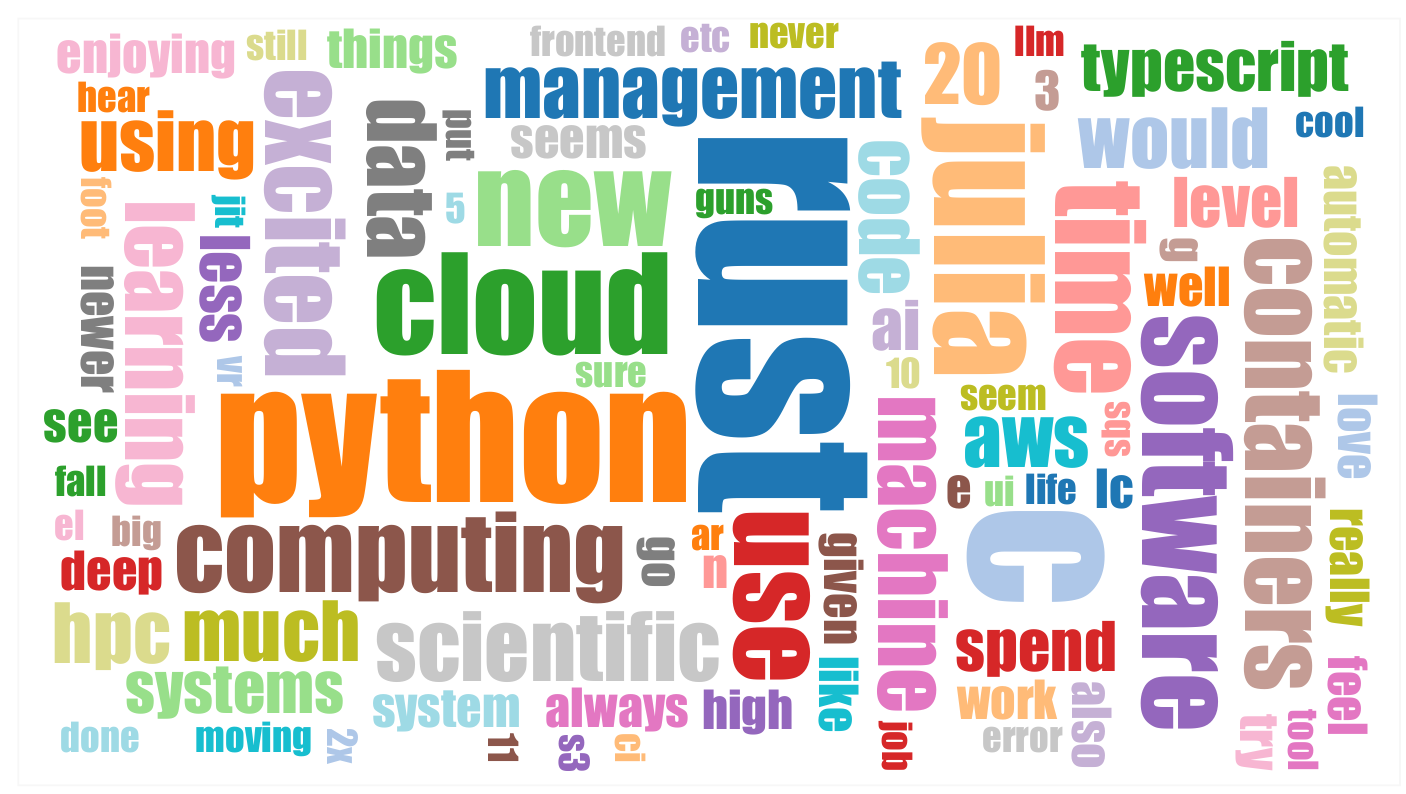 enjoying
still
things
frontend
etc
never
20
llm
3
typescript
hear
using
excited
data
put
management
seems
would
cool
foot
jit
5
new
guns
rust
code
julia
time
level
automatic
learning
less
cloud
ai
g
well
containers
newer
vr
sure
10
software
see
python
seem
aws
sqs
love
fall
machine
e
ui
life
lc
el
big
deep
computing
go
ar
n
use
given
c
really
hpc
much
scientific
spend
systems
system
always
high
like
work
also
feel
done
moving
2x
11
s3
ci
job
error
try
tool